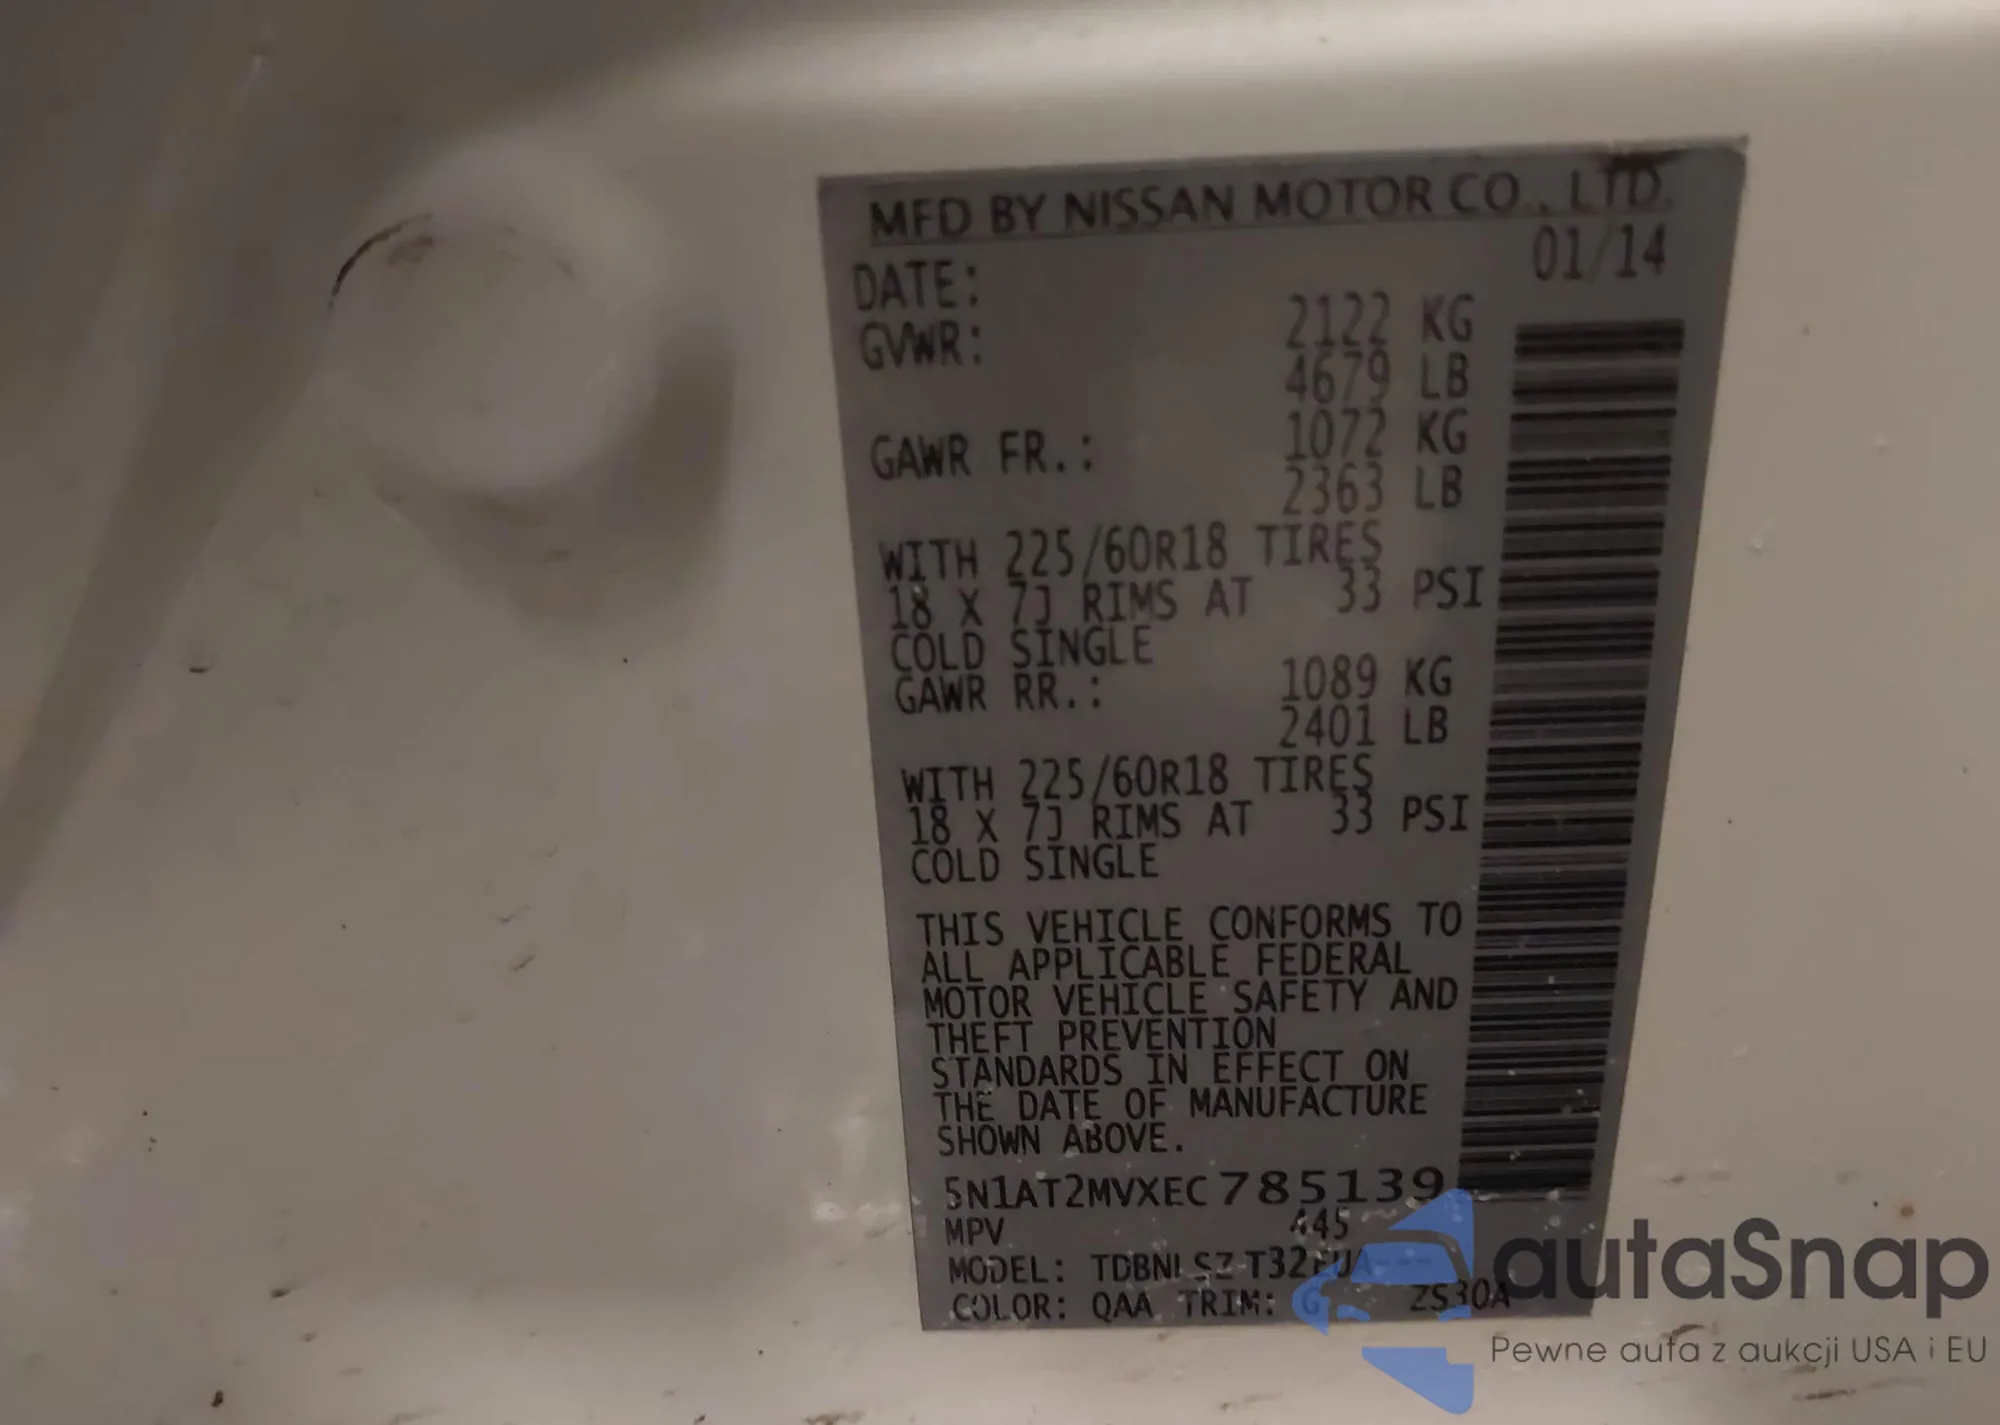 MFD BY NISSAN MOTOR CO., LTD.
DATE: 01/14
GVWR: 2122 KG
4679 LB
GAWR FR.: 1072 KG
2363 LB
WITH 225/60R18 TIRES
18 X 7J RIMS AT 33 PSI
COLD SINGLE
GAWR RR.: 1089 KG
2401 LB
WITH 225/60R18 TIRES
18 X 7J RIMS AT 33 PSI
COLD SINGLE
THIS VEHICLE CONFORMS TO
ALL APPLICABLE FEDERAL
MOTOR VEHICLE SAFETY AND
THEFT PREVENTION
STANDARDS IN EFFECT ON
THE DATE OF MANUFACTURE
SHOWN ABOVE.
5N1AT2MVXEC785139
MPV 445
MODEL:
COLOR: QAA TRIM: G ZS30A
autaSnap
Pewne auta z aukcji USA i EU